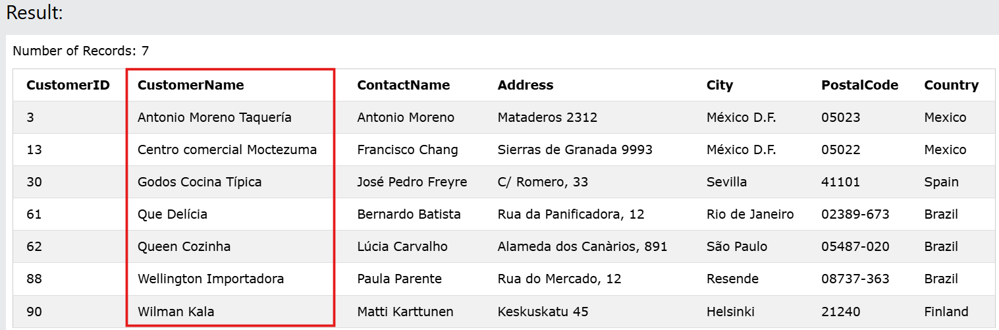 Result:
Number of Records: 7
CustomerID CustomerName ContactName Address City PostalCode Country
3 Antonio Moreno Taquería Antonio Moreno Mataderos 2312 México D.F. 05023 Mexico
13 Centro comercial Moctezuma Francisco Chang Sierras de Granada 9993 México D.F. 05022 Mexico
30 Godos Cocina Típica José Pedro Freyre C/ Romero, 33 Sevilla 41101 Spain
61 Que Delícia Bernardo Batista Rua da Panificadora, 12 Rio de Janeiro 02389-673 Brazil
62 Queen Cozinha Lúcia Carvalho Alameda dos Canàrios, 891 São Paulo 05487-020 Brazil
88 Wellington Importadora Paula Parente Rua do Mercado, 12 Resende 08737-363 Brazil
90 Wilman Kala Matti Karttunen Keskuskatu 45 Helsinki 21240 Finland